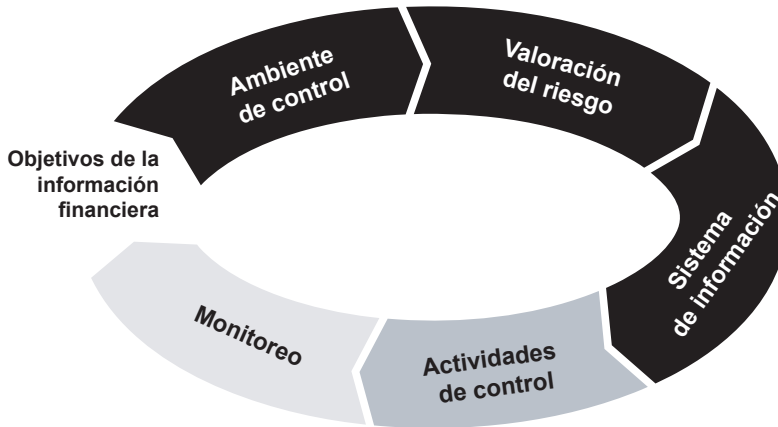 Ambiente
de control
Valoración
del riesgo
Sistema
de información
Actividades
de control
Monitoreo
Objetivos de la
información
financiera